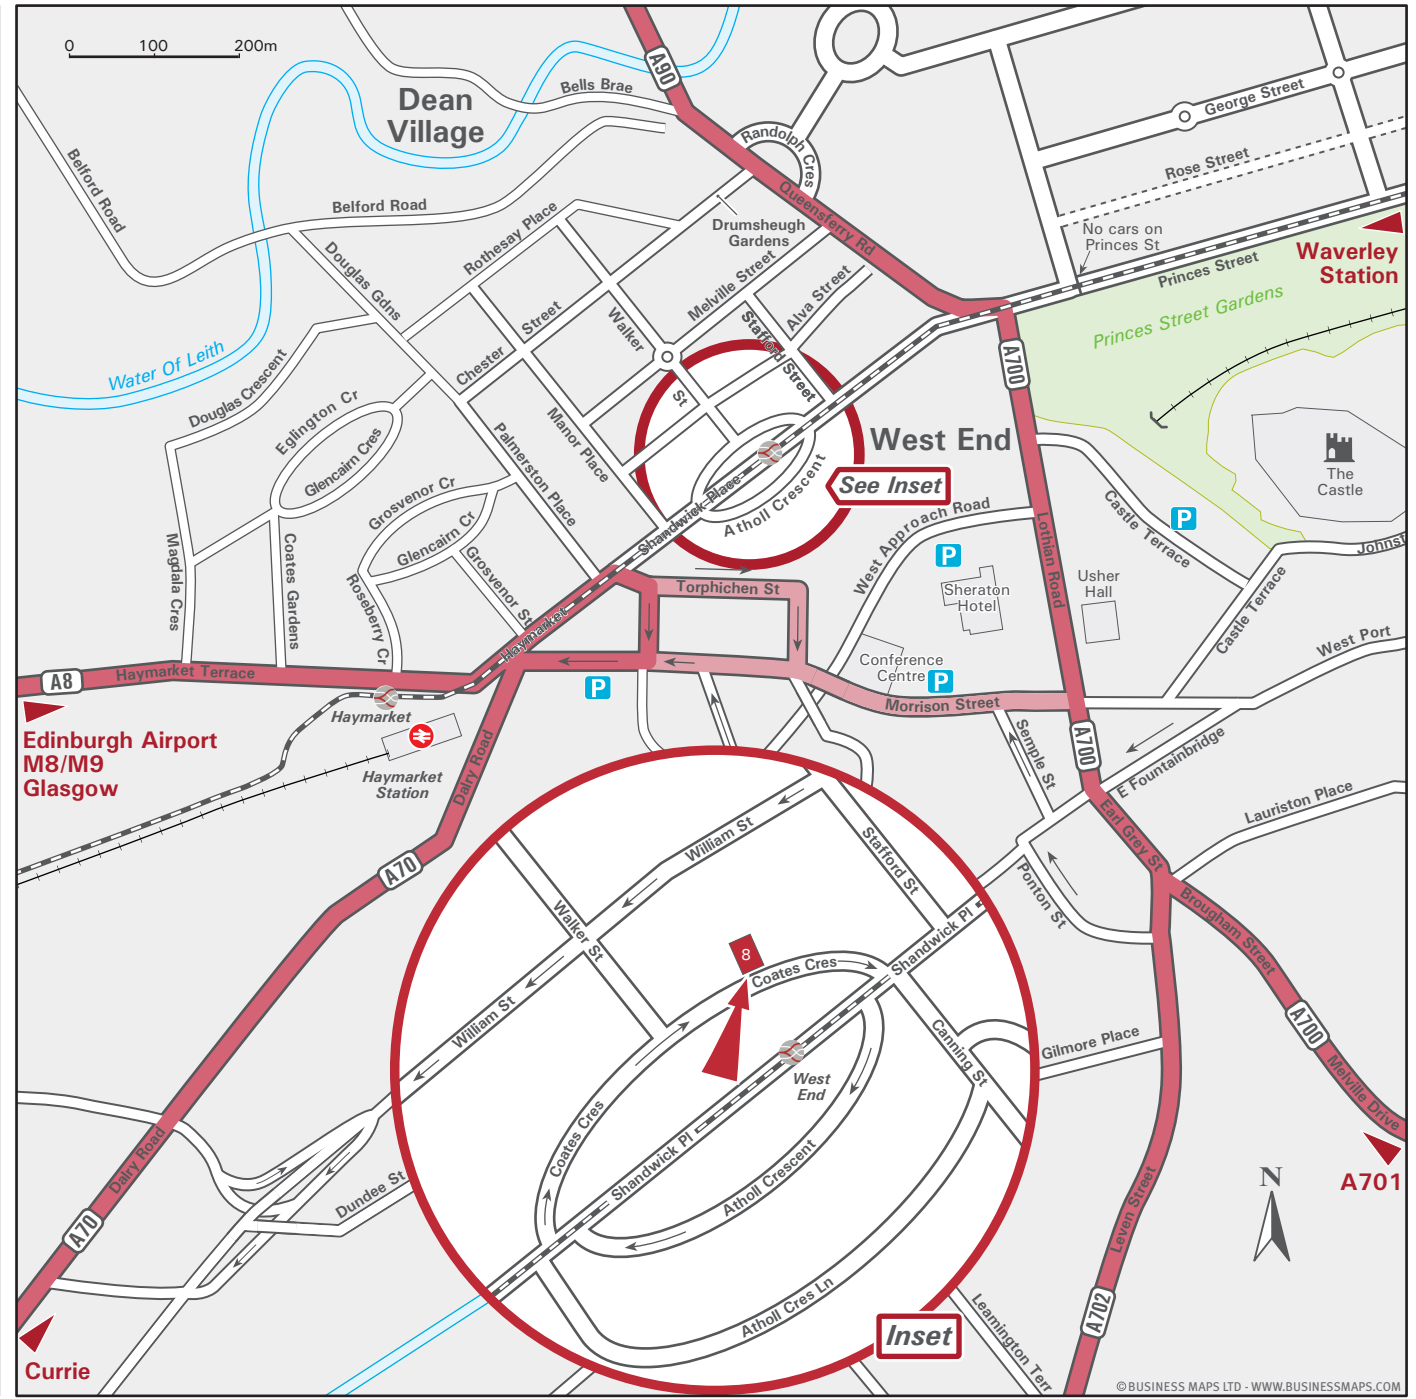 0 100 200m
A90
Dean
Village
Bells Brae
Randolph Cres
George Street
Rose Street
Belford Road
Belford Road
Rothesay Place
Queensferry Rd
Drumsheugh
Gardens
No cars on
Princes St
Princes Street
Waverley
Station
Princes Street Gardens
Douglas Gdns
Melville Street
Alva Street
Stafford Street
Walker
St
Chester
Street
Water Of Leith
Douglas Crescent
Eglington Cr
Glencairn Cres
Manor Place
Palmerston Place
A700
West End
See Inset
Shandwick Place
Atholl Crescent
The
Castle
Grosvenor Cr
Glencairn Cr
Grosvenor St
Roseberry Cr
Magdala Cres
Coates Gardens
West Approach Road
P
P
Castle Terrace
Castle Terrace
Johnst
Lothian Road
Usher
Hall
Sheraton
Hotel
Torphichen St
Haymarket
Conference
Centre
P
P
West Port
A8
Haymarket Terrace
Haymarket
Haymarket
Station
Edinburgh Airport
M8/M9
Glasgow
Morrison Street
A700
Semple St
E Fountainbridge
Lauriston Place
Earl Grey St
Dalry Road
A70
Ponton St
Brougham Street
A700
Melville Drive
A701
Gilmore Place
William St
Stafford St
Walker St
Shandwick Pl
8
Coates Cres
William St
Canning St
West
End
Coates Cres
Shandwick Pl
Atholl Crescent
Atholl Cres Ln
Inset
Dundee St
Dalry Road
A70
Currie
Leven Street
A702
Leamington Terr
N
©BUSINESS MAPS LTD - WWW.BUSINESSMAPS.COM